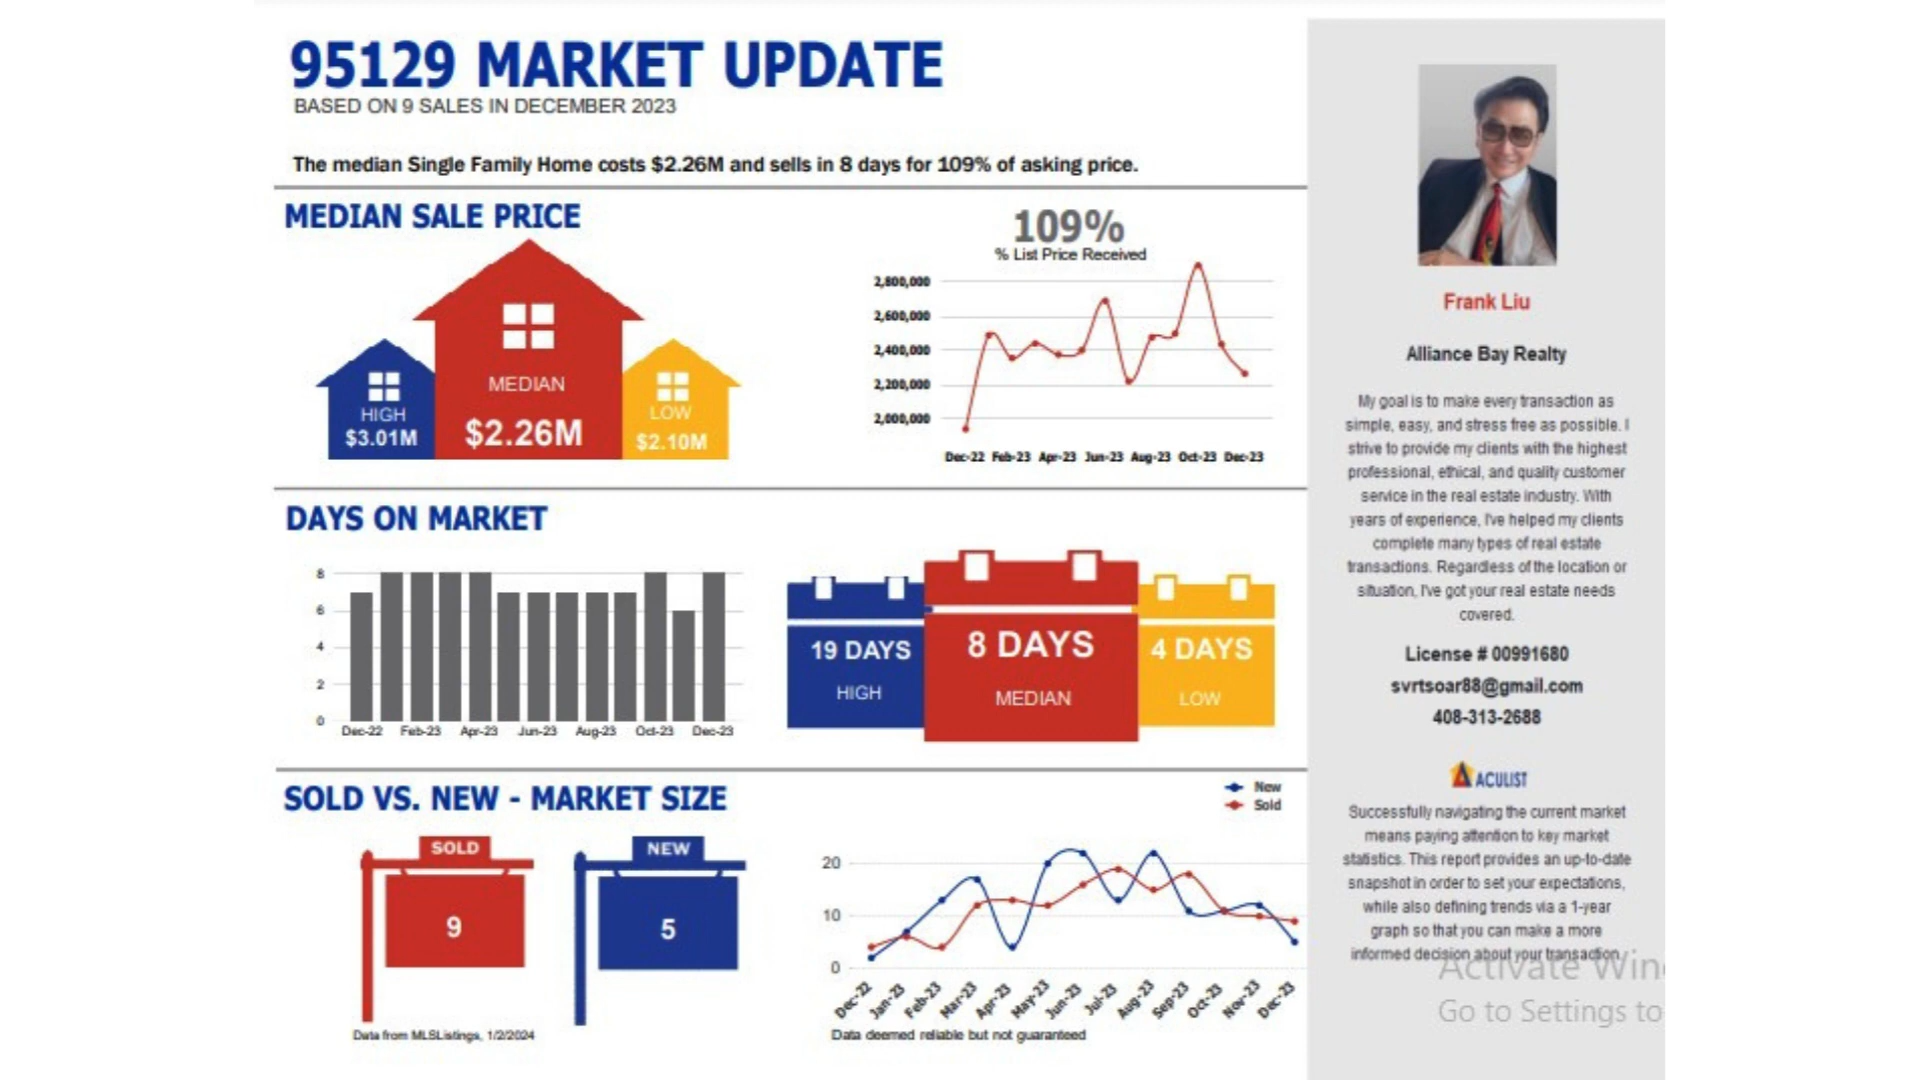 95129 MARKET UPDATE
BASED ON 9 SALES IN DECEMBER 2023
The median Single Family Home costs $2.26M and sells in 8 days for 109% of asking price.
MEDIAN SALE PRICE
HIGH
$3.01M
MEDIAN
$2.26M
LOW
$2.10M
109%
% List Price Received
2,800,000
2,600,000
2,400,000
2,200,000
2,000,000
Dec-22 Feb-23 Apr-23 Jun-23 Aug-23 Oct-23 Dec-23
DAYS ON MARKET
8
6
4
2
0
Dec-22 Feb-23 Apr-23 Jun-23 Aug-23 Oct-23 Dec-23
19 DAYS
HIGH
8 DAYS
MEDIAN
4 DAYS
LOW
SOLD VS. NEW - MARKET SIZE
SOLD
9
NEW
5
New
Sold
20
10
0
Dec-22 Jan-23 Feb-23 Mar-23 Apr-23 May-23 Jun-23 Jul-23 Aug-23 Sep-23 Oct-23 Nov-23 Dec-23
Data from MLSListings, 1/2/2024
Data deemed reliable but not guaranteed
Frank Liu
Alliance Bay Realty
My goal is to make every transaction as
simple, easy, and stress free as possible. I
strive to provide my clients with the highest
professional, ethical, and quality customer
service in the real estate industry. With
years of experience, I've helped my clients
complete many types of real estate
transactions. Regardless of the location or
situation, I've got your real estate needs
covered.
License # 00991680
svrtsoar88@gmail.com
408-313-2688
ACULIST
Successfully navigating the current market
means paying attention to key market
statistics. This report provides an up-to-date
snapshot in order to set your expectations,
while also defining trends via a 1-year
graph so that you can make a more
informed decision about your transaction.
Activate Win
Go to Settings to